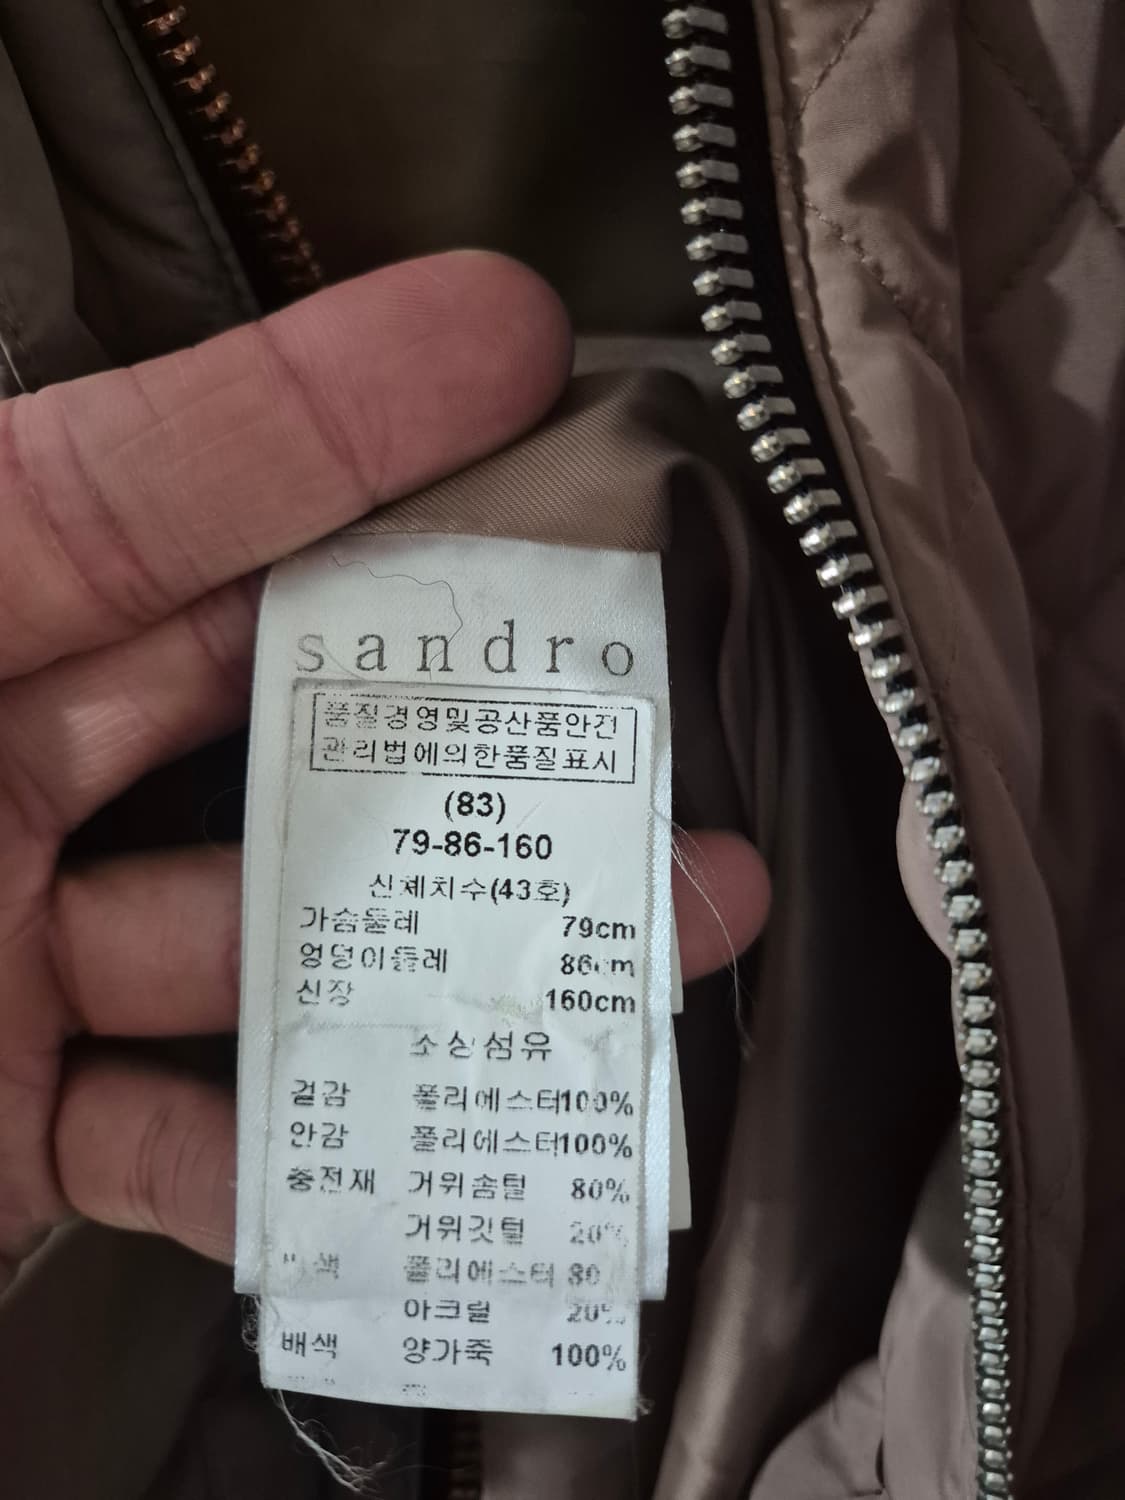 sandro
품질경영및공산품안전
관리법에의한품질표시
(83)
79-86-160
신체치수(43호)
가슴둘레 79cm
엉덩이둘레 86cm
신장 160cm
조성섬유
겉감 폴리에스터100%
안감 폴리에스터100%
충전재 거위솜털 80%
거위깃털 20%
배색 폴리에스터 80
아크릴 20%
배색 양가죽 100%